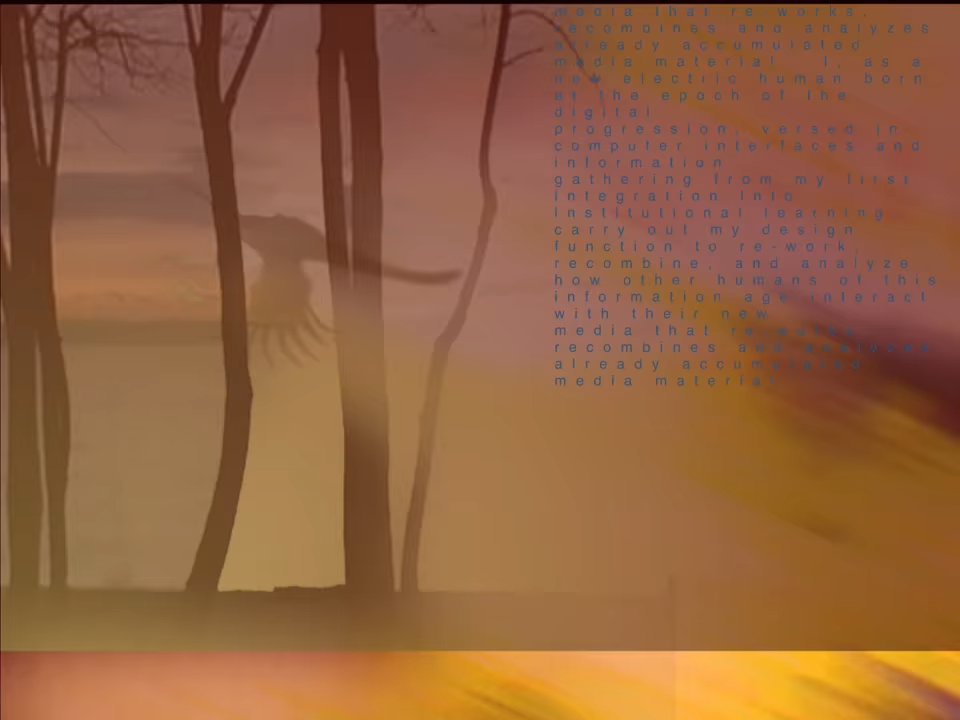 media that re-works,
recombines and analyzes
already accumulated
media material. I, as a
new electric human born
at the epoch of the
digital
progression, versed in
computer interfaces and
information
gathering from my first
integration into
institutional learning
carry out my design
function to re-work,
recombine, and analyze
how other humans of this
information age interact
with their new
media that re-works,
recombines and analyzes
already accumulated
media material.